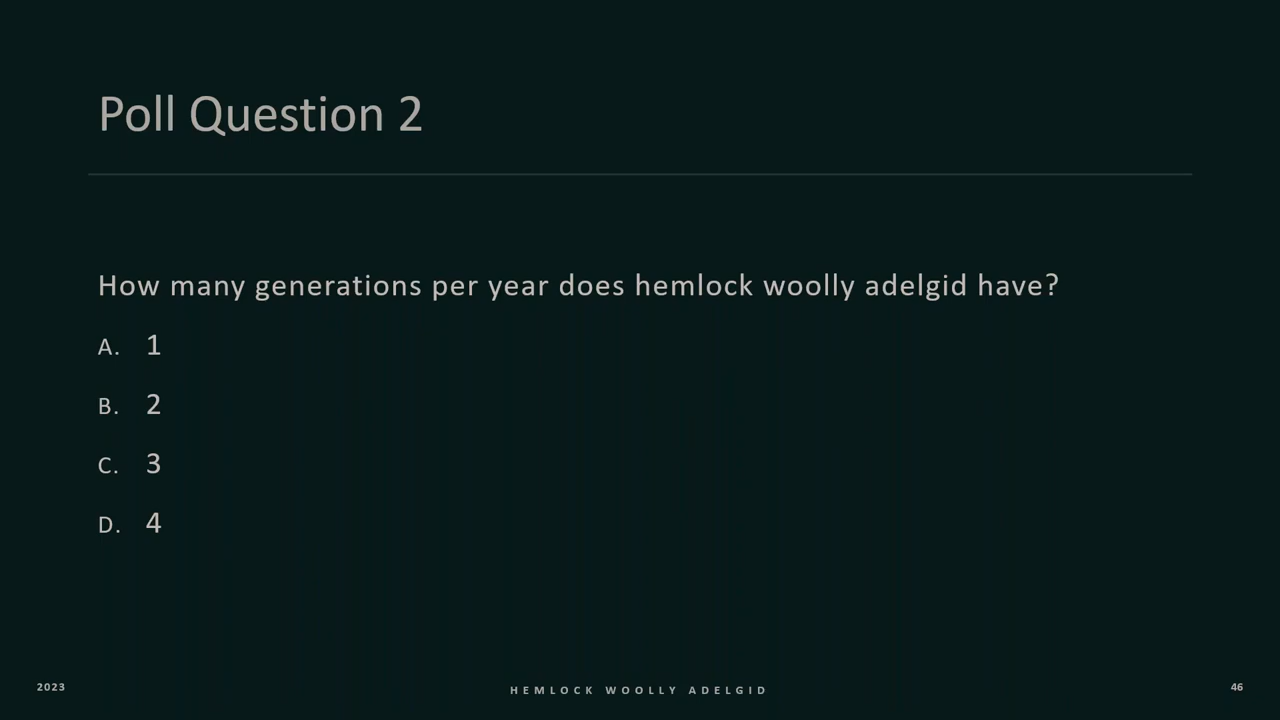 Poll Question 2
How many generations per year does hemlock woolly adelgid have?
A. 1
B. 2
C. 3
D. 4
2023
HEMLOCK WOOLLY ADELGID
46